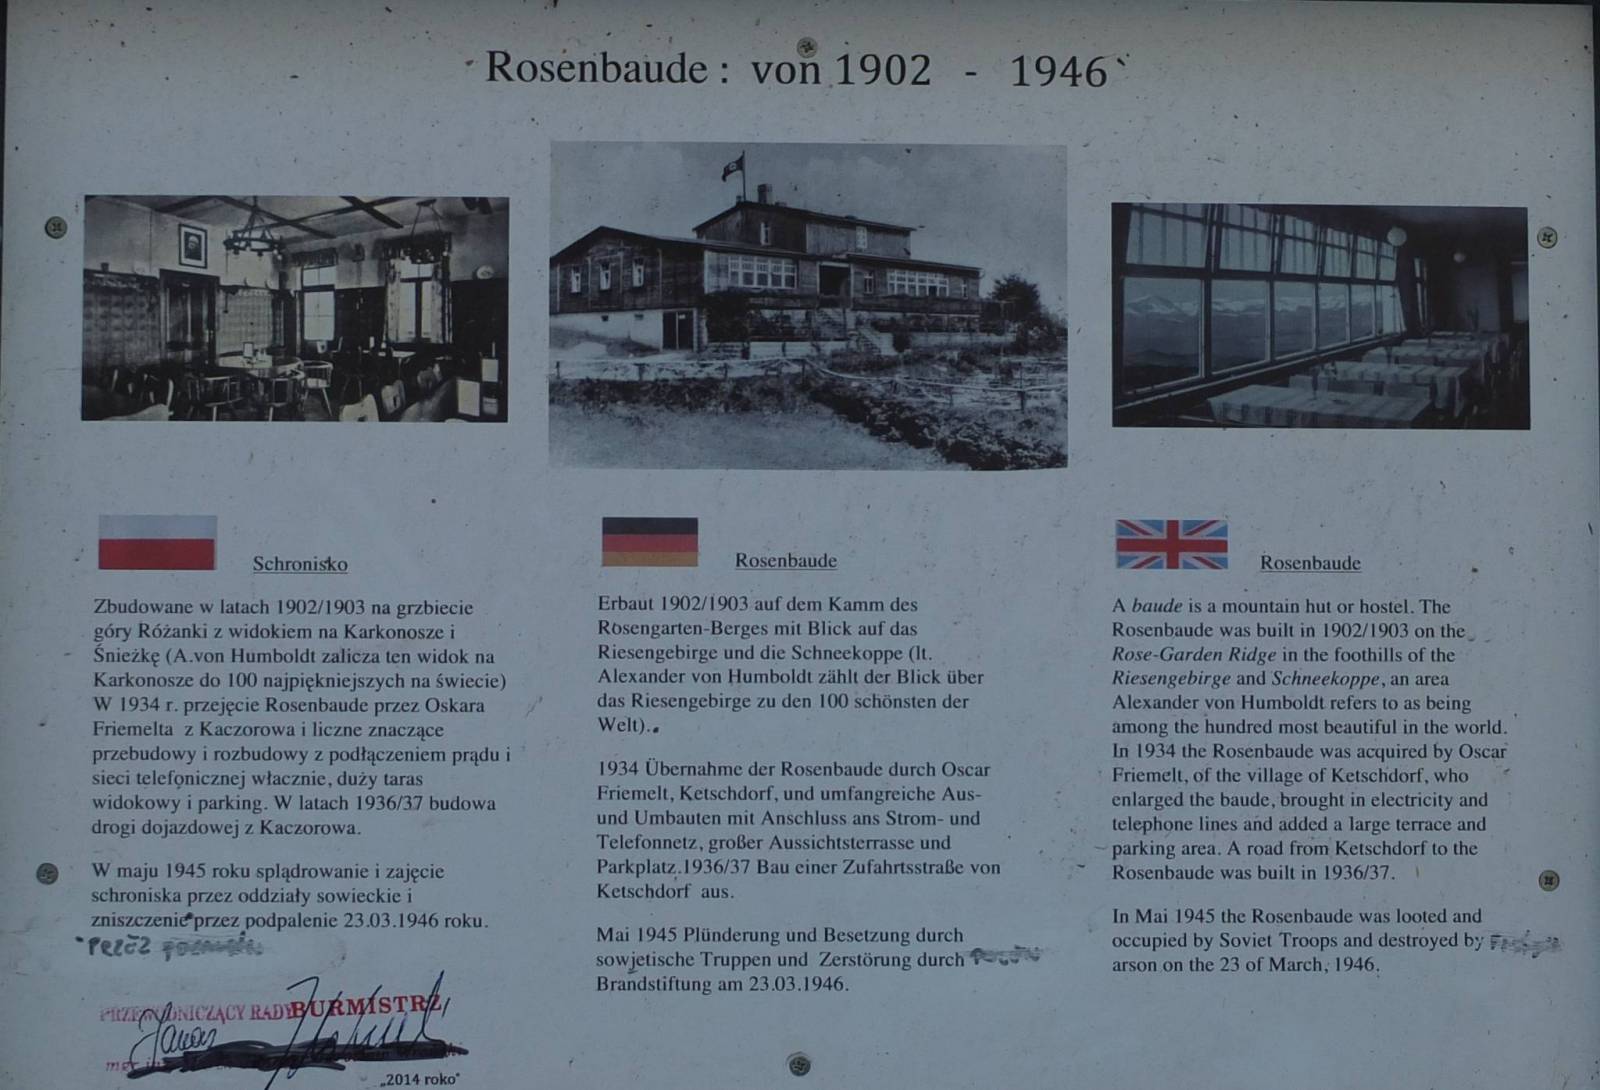 Rosenbaude : von 1902 - 1946
Schronisko
Zbudowane w latach 1902/1903 na grzbiecie
góry Różanki z widokiem na Karkonosze i
Śnieżkę (A.von Humboldt zalicza ten widok na
Karkonosze do 100 najpiękniejszych na świecie)
W 1934 r. przejęcie Rosenbaude przez Oskara
Friemelta z Kaczorowa i liczne znaczące
przebudowy i rozbudowy z podłączeniem prądu i
sieci telefonicznej włacznie, duży taras
widokowy i parking. W latach 1936/37 budowa
drogi dojazdowej z Kaczorowa.
W maju 1945 roku splądrowanie i zajęcie
schroniska przez oddziały sowieckie i
zniszczenie przez podpalenie 23.03.1946 roku.
PRZEWODNICZĄCY RADY BURMISTRZ
„2014 roko“
Rosenbaude
Erbaut 1902/1903 auf dem Kamm des
Rosengarten-Berges mit Blick auf das
Riesengebirge und die Schneekoppe (lt.
Alexander von Humboldt zählt der Blick über
das Riesengebirge zu den 100 schönsten der
Welt).
1934 Übernahme der Rosenbaude durch Oscar
Friemelt, Ketschdorf, und umfangreiche Aus-
und Umbauten mit Anschluss ans Strom- und
Telefonnetz, großer Aussichtsterrasse und
Parkplatz.1936/37 Bau einer Zufahrtsstraße von
Ketschdorf aus.
Mai 1945 Plünderung und Besetzung durch
sowjetische Truppen und Zerstörung durch
Brandstiftung am 23.03.1946.
Rosenbaude
A baude is a mountain hut or hostel. The
Rosenbaude was built in 1902/1903 on the
Rose-Garden Ridge in the foothills of the
Riesengebirge and Schneekoppe, an area
Alexander von Humboldt refers to as being
among the hundred most beautiful in the world.
In 1934 the Rosenbaude was acquired by Oscar
Friemelt, of the village of Ketschdorf, who
enlarged the baude, brought in electricity and
telephone lines and added a large terrace and
parking area. A road from Ketschdorf to the
Rosenbaude was built in 1936/37.
In Mai 1945 the Rosenbaude was looted and
occupied by Soviet Troops and destroyed by
arson on the 23 of March, 1946.